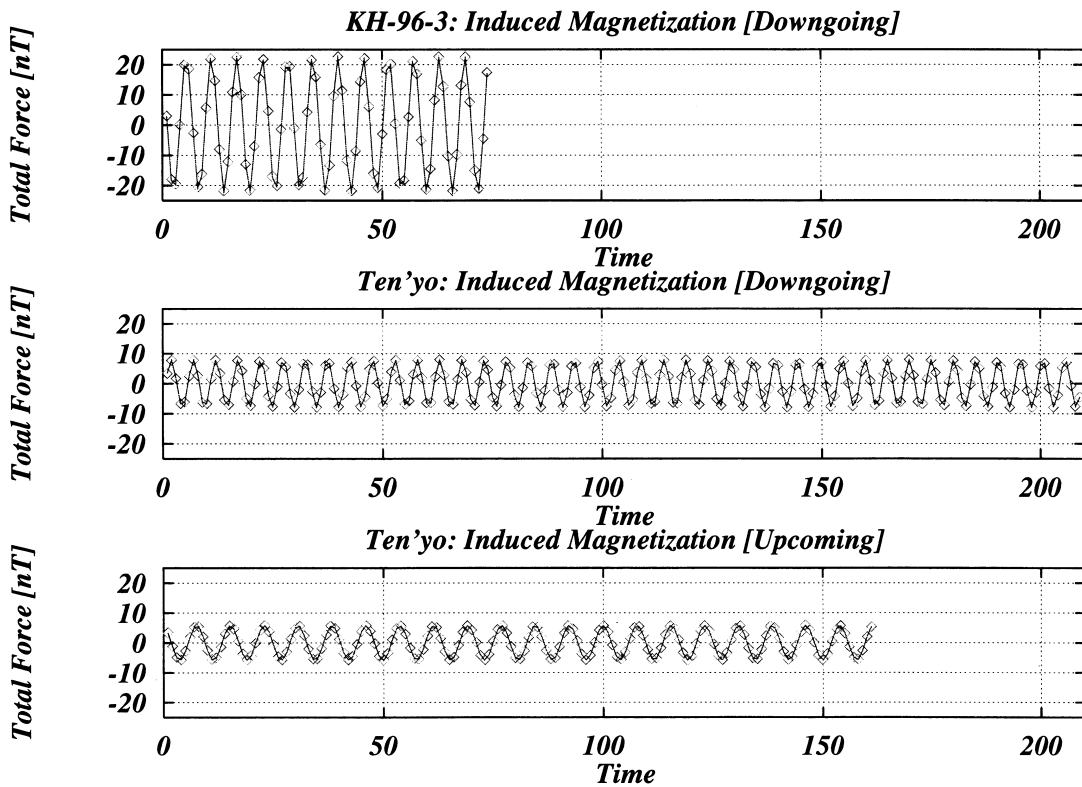 KH-96-3: Induced Magnetization [Downgoing]
Total Force [nT]
20
10
0
-10
-20
0 50 100 150 200
Time
Ten'yo: Induced Magnetization [Downgoing]
Total Force [nT]
20
10
0
-10
-20
0 50 100 150 200
Time
Ten'yo: Induced Magnetization [Upcoming]
Total Force [nT]
20
10
0
-10
-20
0 50 100 150 200
Time